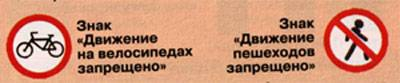 Знак
«Движение
на велосипедах
запрещено»
Знак
«Движение
пешеходов
запрещено»